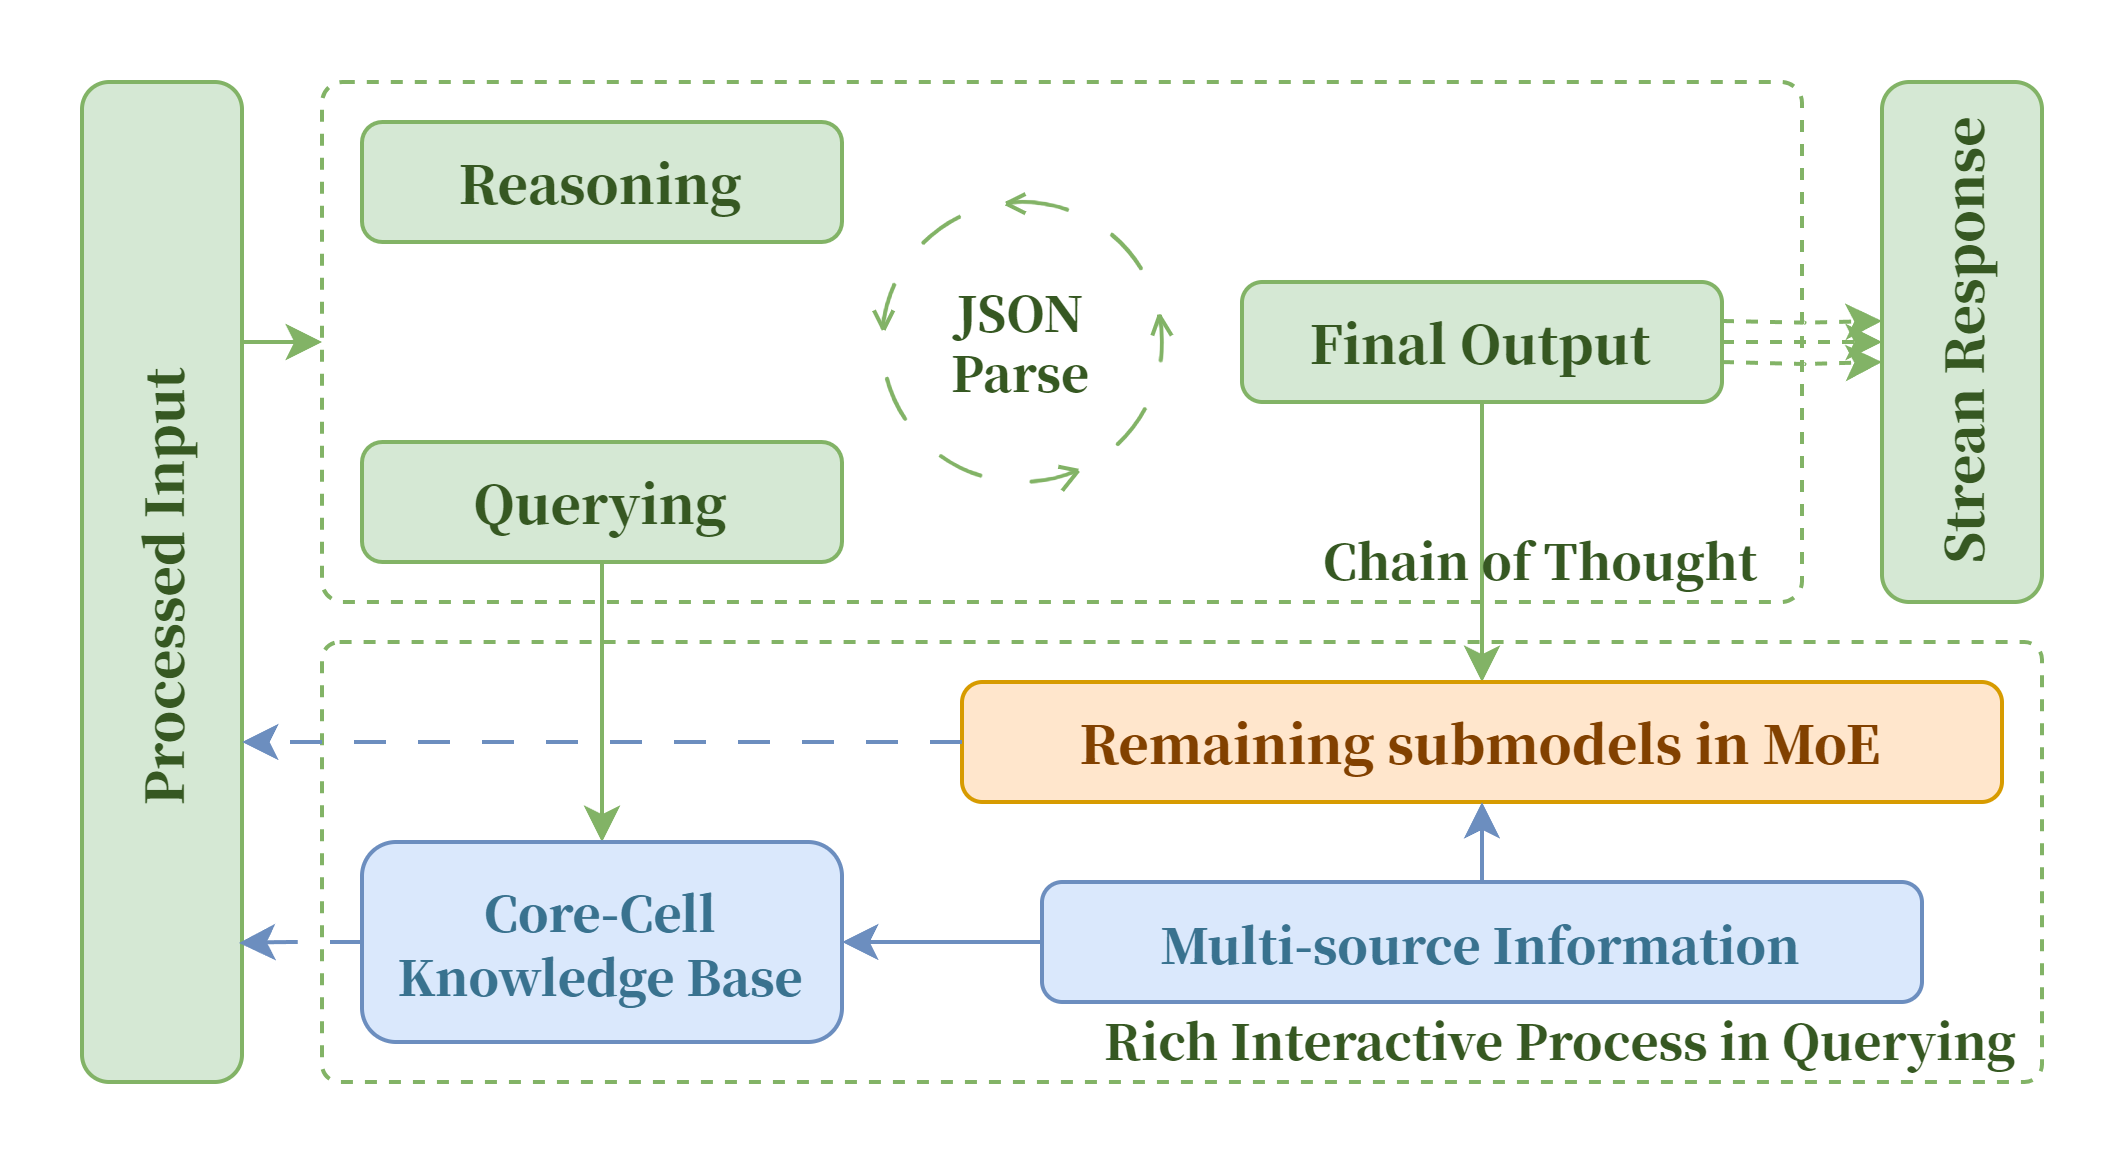 Processed Input
Reasoning
JSON
Parse
Final Output
Querying
Chain of Thought
Strean Response
Remaining submodels in MoE
Core-Cell
Knowledge Base
Multi-source Information
Rich Interactive Process in Querying